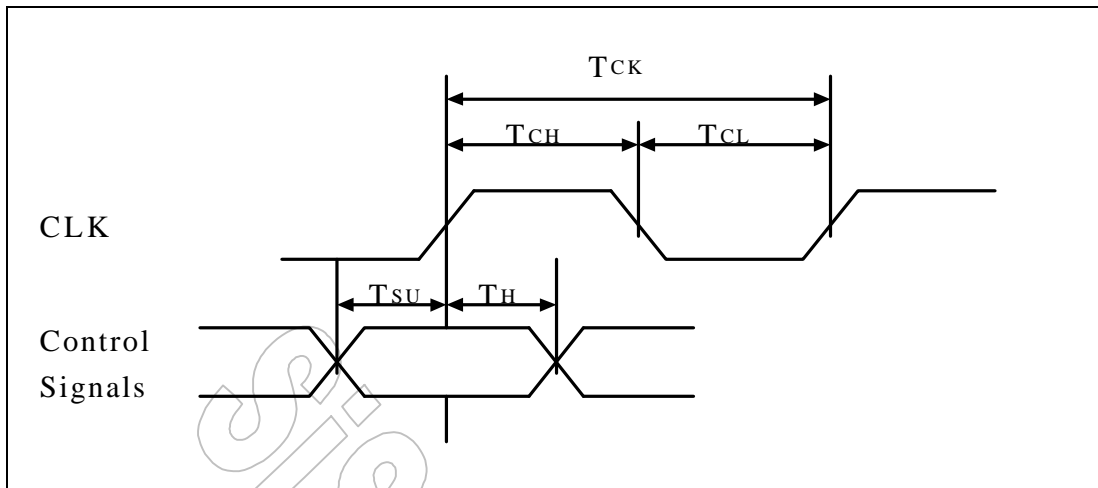 TCK
TCH
TCL
CLK
TSU
TH
Control
Signals